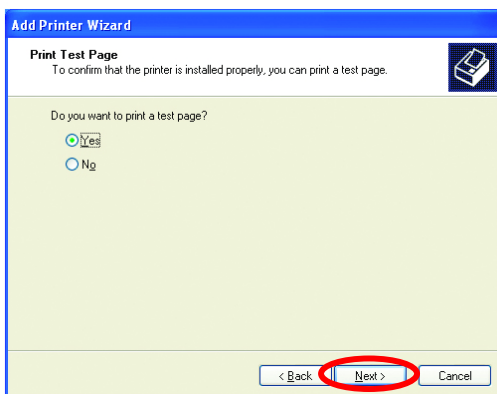 Add Printer Wizard
Print Test Page
To confirm that the printer is installed properly, you can print a test page.
Do you want to print a test page?
Yes
No
< Back
Next >
Cancel